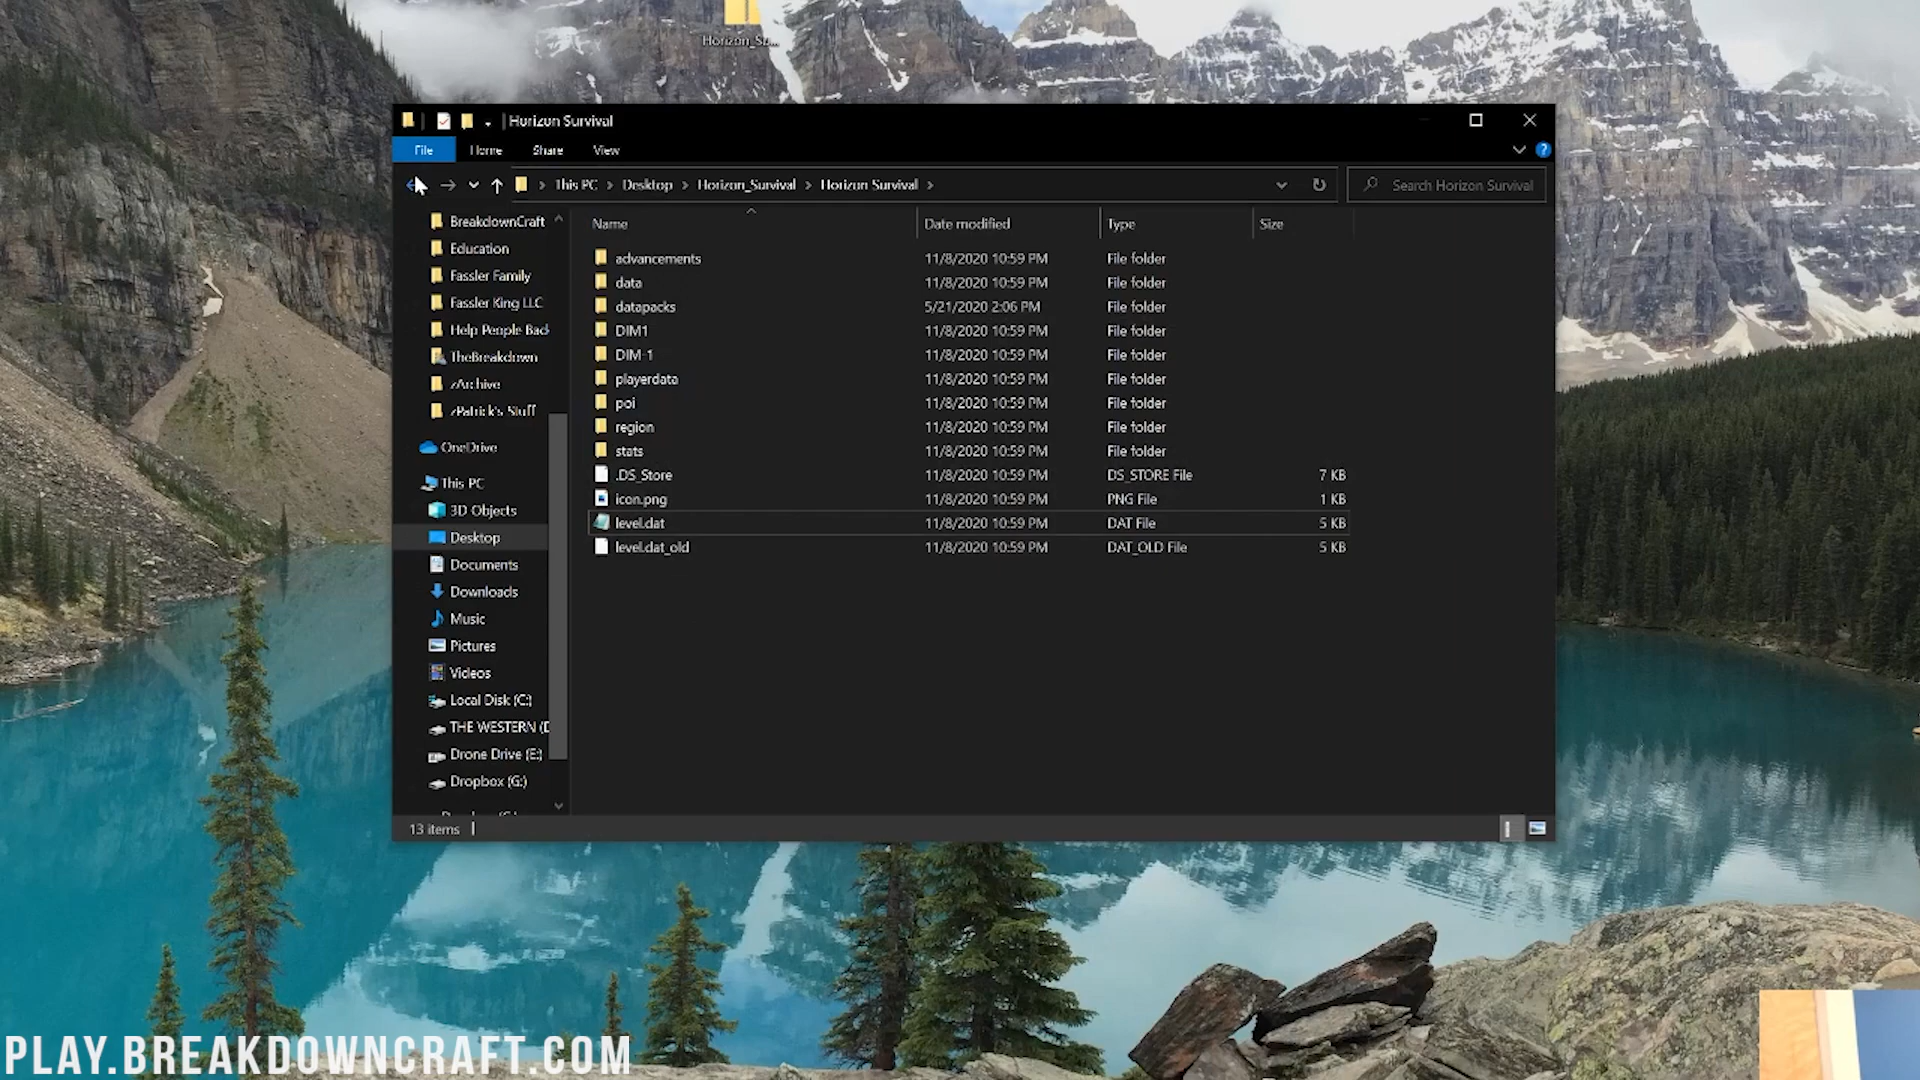 Horizon_Su...
Horizon Survival
File Home Share View
This PC Desktop Horizon_Survival Horizon Survival
Search Horizon Survival
Name Date modified Type Size
BreakdownCraft
Education
Fassler Family
Fassler King LLC
Help People Back
TheBreakdown
zArchive
zPatrick's Stuff
OneDrive
This PC
3D Objects
Desktop
Documents
Downloads
Music
Pictures
Videos
Local Disk (C:)
THE WESTERN (D
Drone Drive (E:)
Dropbox (G:)
advancements 11/8/2020 10:59 PM File folder
data 11/8/2020 10:59 PM File folder
datapacks 5/21/2020 2:06 PM File folder
DIM1 11/8/2020 10:59 PM File folder
DIM-1 11/8/2020 10:59 PM File folder
playerdata 11/8/2020 10:59 PM File folder
poi 11/8/2020 10:59 PM File folder
region 11/8/2020 10:59 PM File folder
stats 11/8/2020 10:59 PM File folder
.DS_Store 11/8/2020 10:59 PM DS_STORE File 7 KB
icon.png 11/8/2020 10:59 PM PNG File 1 KB
level.dat 11/8/2020 10:59 PM DAT File 5 KB
level.dat_old 11/8/2020 10:59 PM DAT_OLD File 5 KB
13 items
PLAY.BREAKDOWNCRAFT.COM